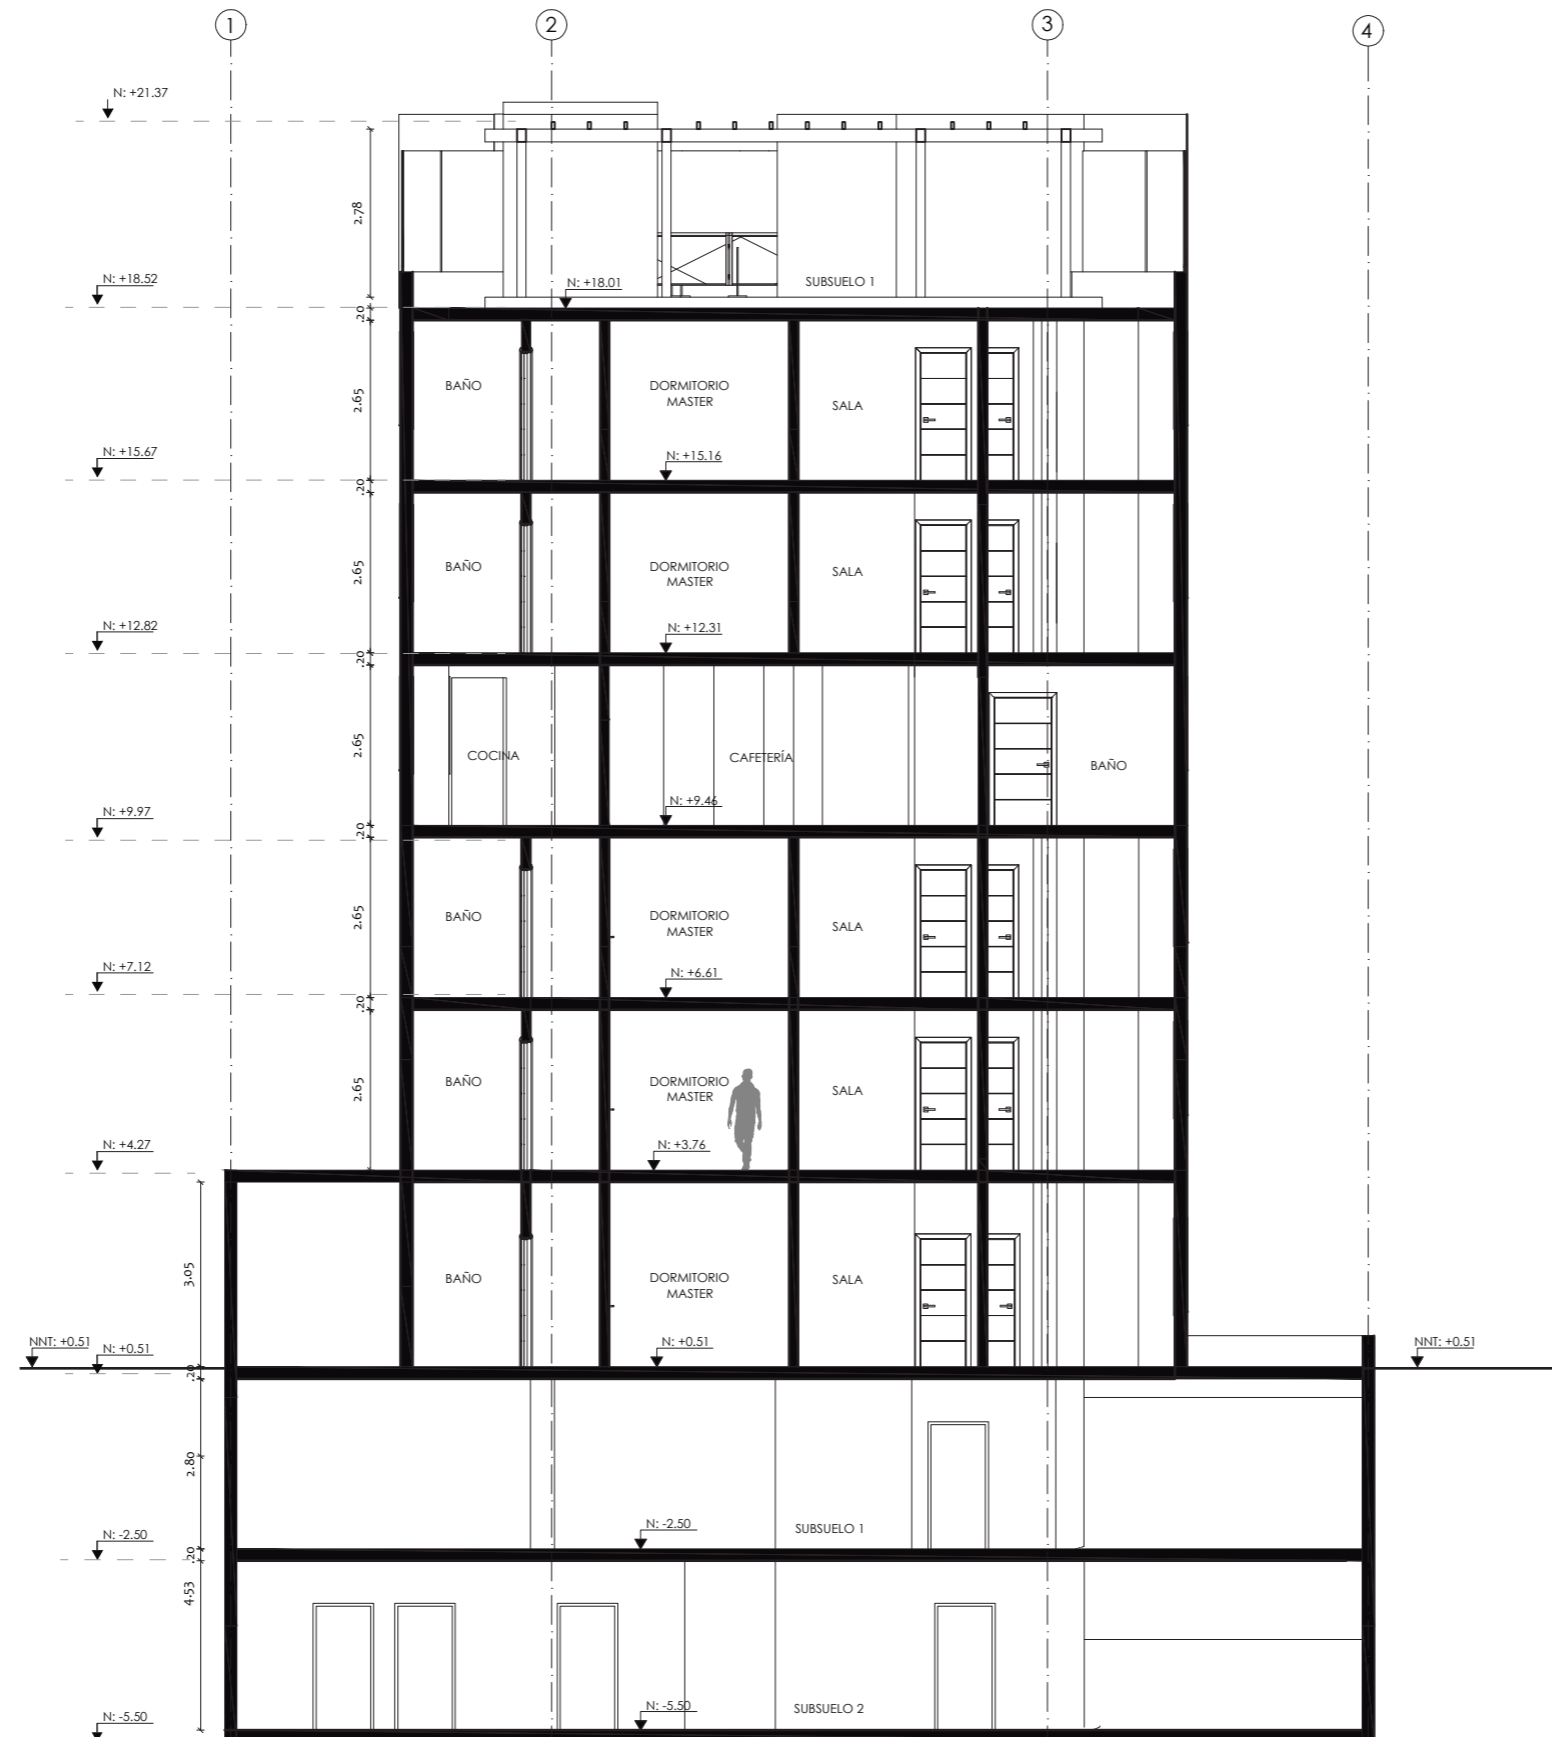 1
2
3
4
N: +21.37
2.78
N: +18.52
N: +18.01
SUBSUELO 1
.20
BAÑO
DORMITORIO
MASTER
SALA
2.65
N: +15.67
N: +15.16
.20
BAÑO
DORMITORIO
MASTER
SALA
2.65
N: +12.82
N: +12.31
.20
COCINA
CAFETERÍA
BAÑO
2.65
N: +9.97
N: +9.46
.20
BAÑO
DORMITORIO
MASTER
SALA
2.65
N: +7.12
N: +6.61
.20
BAÑO
DORMITORIO
MASTER
SALA
2.65
N: +4.27
N: +3.76
3.05
BAÑO
DORMITORIO
MASTER
SALA
NNT: +0.51
N: +0.51
N: +0.51
NNT: +0.51
.20
2.80
N: -2.50
N: -2.50
SUBSUELO 1
.20
4.53
N: -5.50
N: -5.50
SUBSUELO 2